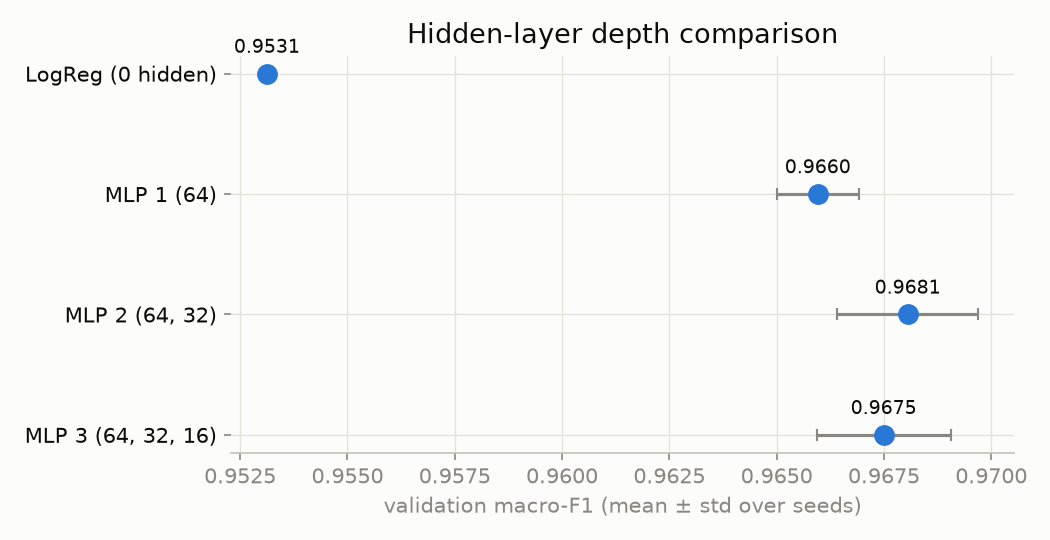 Hidden-layer depth comparison
0.9531
LogReg (0 hidden)
0.9660
MLP 1 (64)
0.9681
MLP 2 (64, 32)
0.9675
MLP 3 (64, 32, 16)
0.9525 0.9550 0.9575 0.9600 0.9625 0.9650 0.9675 0.9700
validation macro-F1 (mean ± std over seeds)